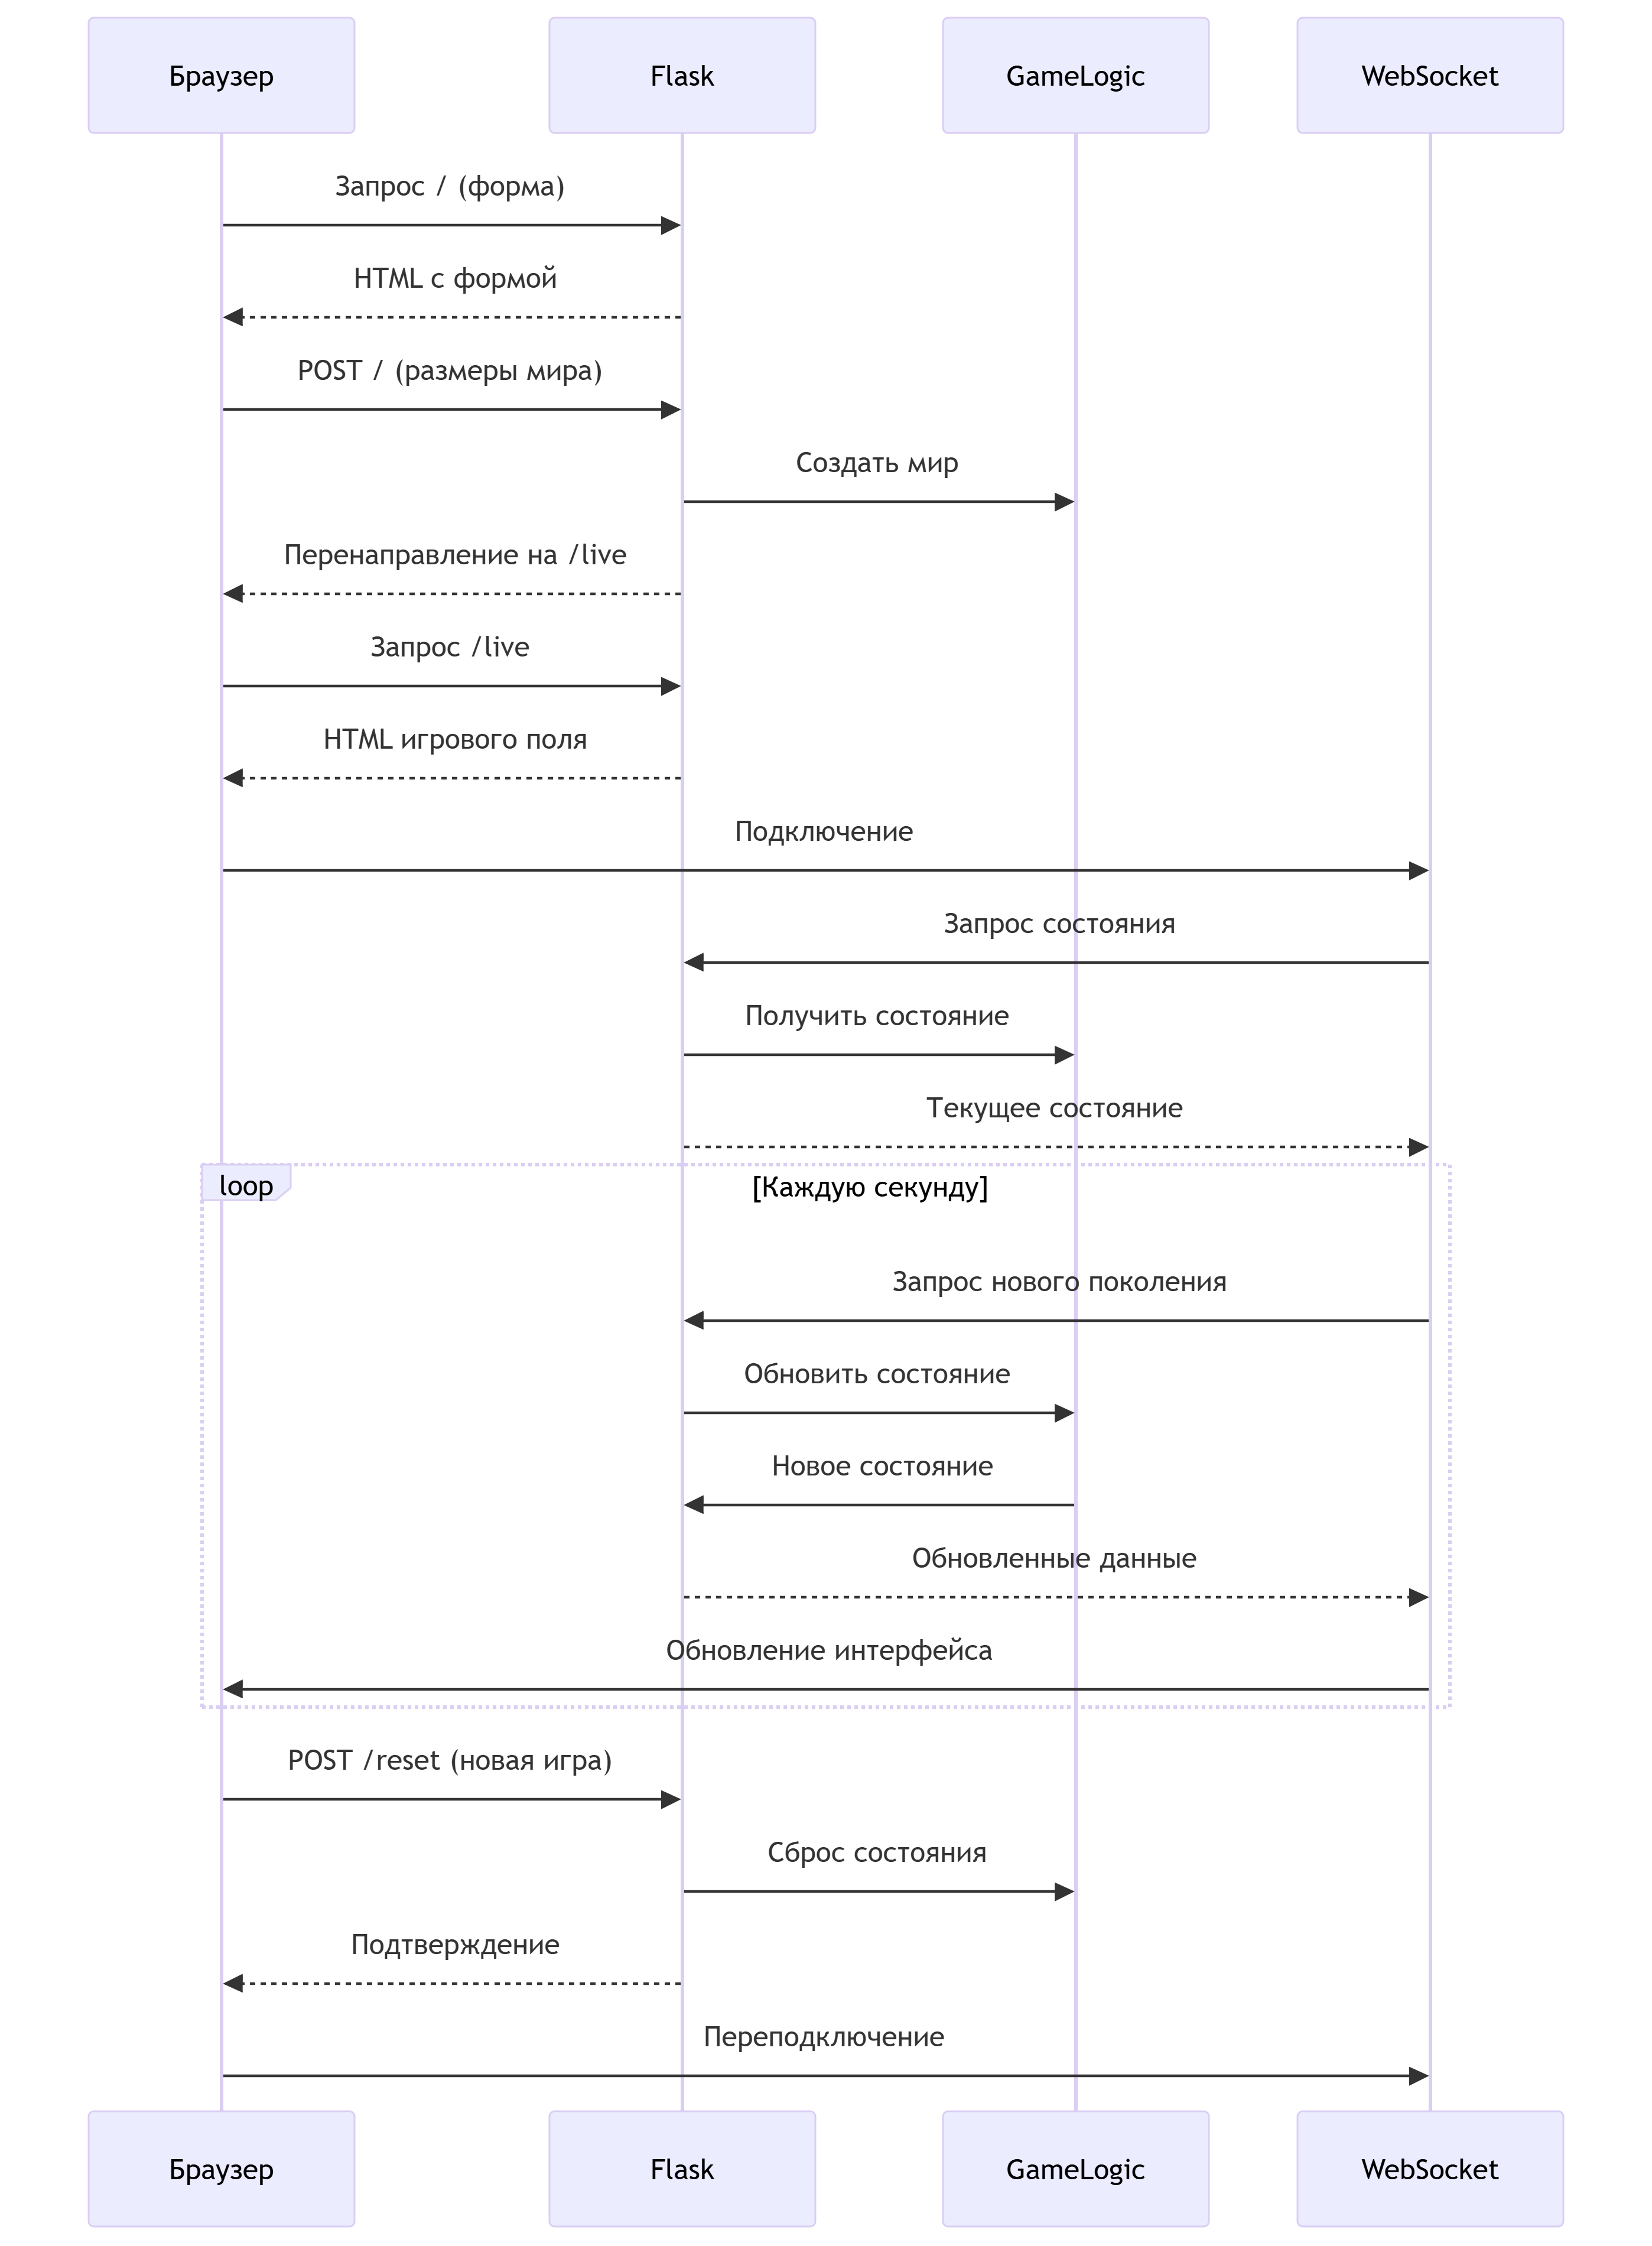 Браузер
Flask
GameLogic
WebSocket
Запрос / (форма)
HTML с формой
POST / (размеры мира)
Создать мир
Перенаправление на /live
Запрос /live
HTML игрового поля
Подключение
Запрос состояния
Получить состояние
Текущее состояние
loop
[Каждую секунду]
Запрос нового поколения
Обновить состояние
Новое состояние
Обновленные данные
Обновление интерфейса
POST /reset (новая игра)
Сброс состояния
Подтверждение
Переподключение
Браузер
Flask
GameLogic
WebSocket